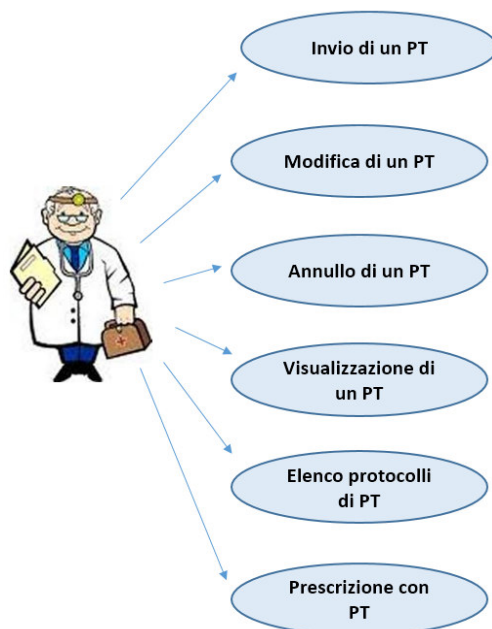 Invio di un PT
Modifica di un PT
Annullo di un PT
Visualizzazione di
un PT
Elenco protocolli
di PT
Prescrizione con
PT